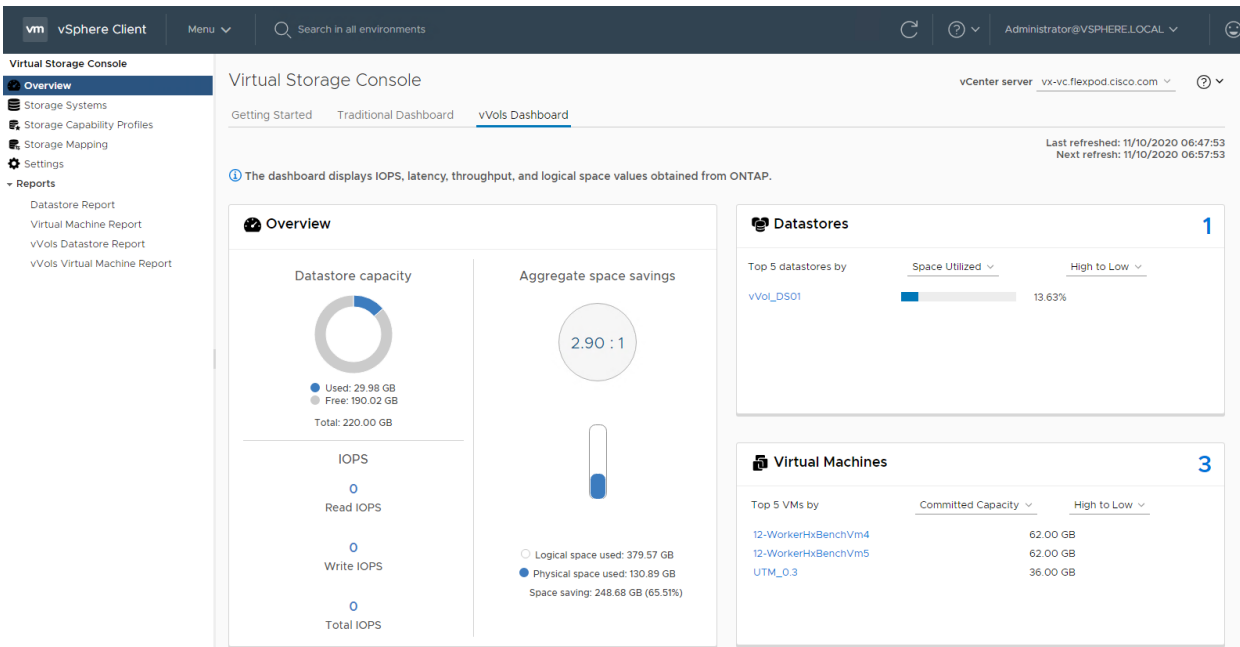 vm vSphere Client Menu Search in all environments Administrator@VSPHERE.LOCAL
Virtual Storage Console
Overview
Storage Systems
Storage Capability Profiles
Storage Mapping
Settings
Reports
Datastore Report
Virtual Machine Report
vVols Datastore Report
vVols Virtual Machine Report
Virtual Storage Console
vCenter server vx-vc.flexpod.cisco.com
Getting Started Traditional Dashboard vVols Dashboard
Last refreshed: 11/10/2020 06:47:53
Next refresh: 11/10/2020 06:57:53
The dashboard displays IOPS, latency, throughput, and logical space values obtained from ONTAP.
Overview
Datastore capacity
Used: 29.98 GB
Free: 190.02 GB
Total: 220.00 GB
IOPS
0
Read IOPS
0
Write IOPS
0
Total IOPS
Aggregate space savings
2.90 : 1
Logical space used: 379.57 GB
Physical space used: 130.89 GB
Space saving: 248.68 GB (65.51%)
Datastores 1
Top 5 datastores by Space Utilized High to Low
vVol_DS01 13.63%
Virtual Machines 3
Top 5 VMs by Committed Capacity High to Low
12-WorkerHxBenchVm4 62.00 GB
12-WorkerHxBenchVm5 62.00 GB
UTM_0.3 36.00 GB